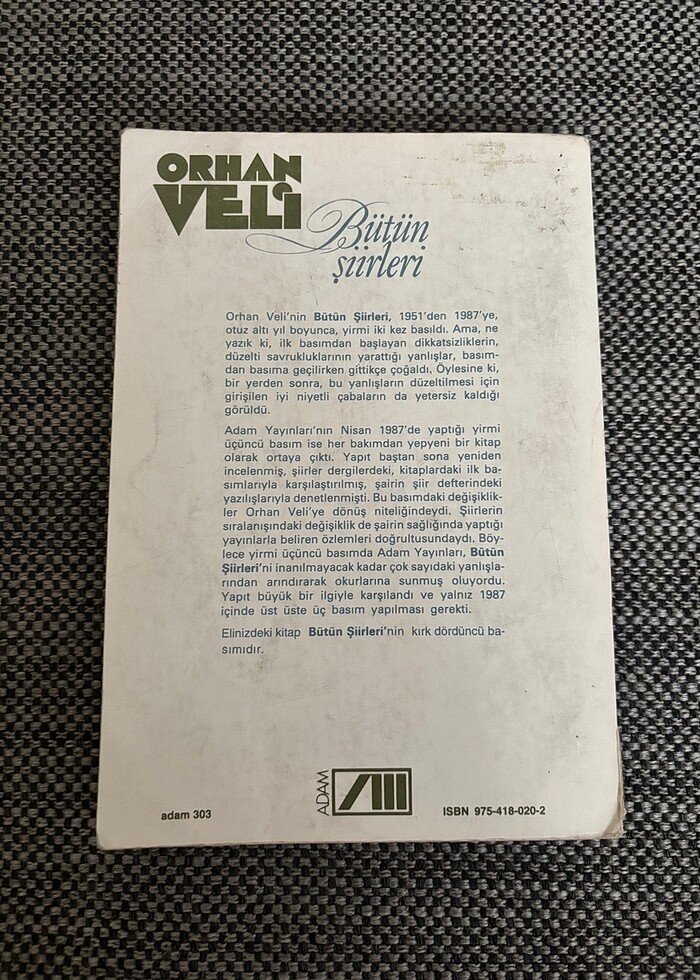 ORHAN
VELİ
Bütün
şiirleri
Orhan Veli'nin Bütün Şiirleri, 1951'den 1987'ye,
otuz altı yıl boyunca, yirmi iki kez basıldı. Ama, ne
yazık ki, ilk basımdan başlayan dikkatsizliklerin,
düzelti savrukluklarının yarattığı yanlışlar, basım-
dan basıma geçilirken gittikçe çoğaldı. Öylesine ki,
bir yerden sonra, bu yanlışların düzeltilmesi için
girişilen iyi niyetli çabaların da yetersiz kaldığı
görüldü.
Adam Yayınları'nın Nisan 1987'de yaptığı yirmi
üçüncü basım ise her bakımdan yepyeni bir kitap
olarak ortaya çıktı. Yapıt baştan sona yeniden
incelenmiş, şiirler dergilerdeki, kitaplardaki ilk ba-
sımlarıyla karşılaştırılmış, şairin şiir defterindeki
yazılışlarıyla denetlenmişti. Bu basımdaki değişiklik-
ler Orhan Veli'ye dönüş niteliğindeydi. Şiirlerin
sıralanışındaki değişiklik de şairin sağlığında yaptığı
yayınlarla beliren özlemleri doğrultusundaydı. Böy-
lece yirmi üçüncü basımda Adam Yayınları, Bütün
Şiirleri'ni inanılmayacak kadar çok sayıdaki yanlışla-
rından arındırarak okurlarına sunmuş oluyordu.
Yapıt büyük bir ilgiyle karşılandı ve yalnız 1987
içinde üst üste üç basım yapılması gerekti.
Elinizdeki kitap Bütün Şiirleri'nin kırk dördüncü ba-
sımıdır.
adam 303
ADAM
ISBN 975-418-020-2